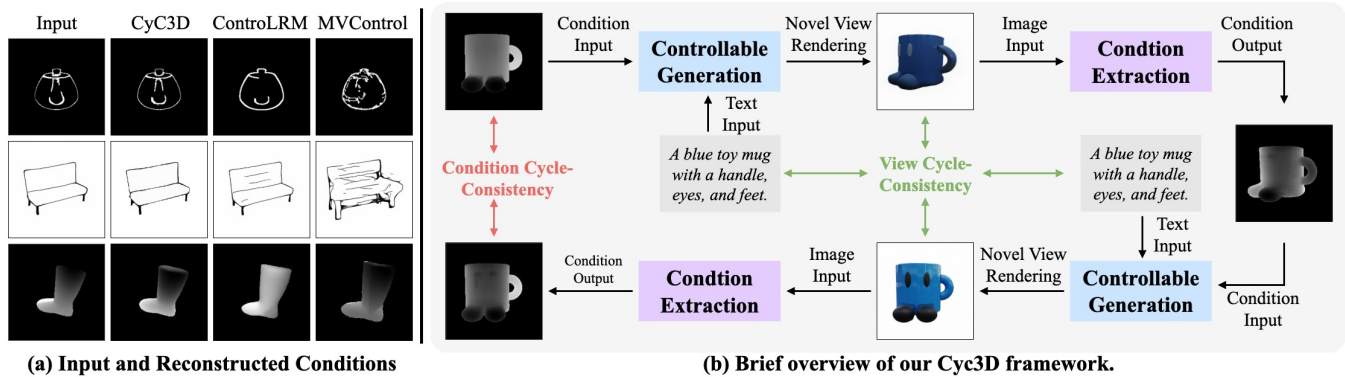 Input
CyC3D
ControLRM
MVControl
(a) Input and Reconstructed Conditions
Condition
Input
Controllable
Generation
Novel View
Rendering
Image
Input
Condtion
Extraction
Condition
Output
Text
Input
A blue toy mug
with a handle,
eyes, and feet.
Condition Cycle-
Consistency
View Cycle-
Consistency
A blue toy mug
with a handle,
eyes, and feet.
Text
Input
Condition
Output
Condtion
Extraction
Image
Input
Novel View
Rendering
Controllable
Generation
Condition
Input
(b) Brief overview of our Cyc3D framework.